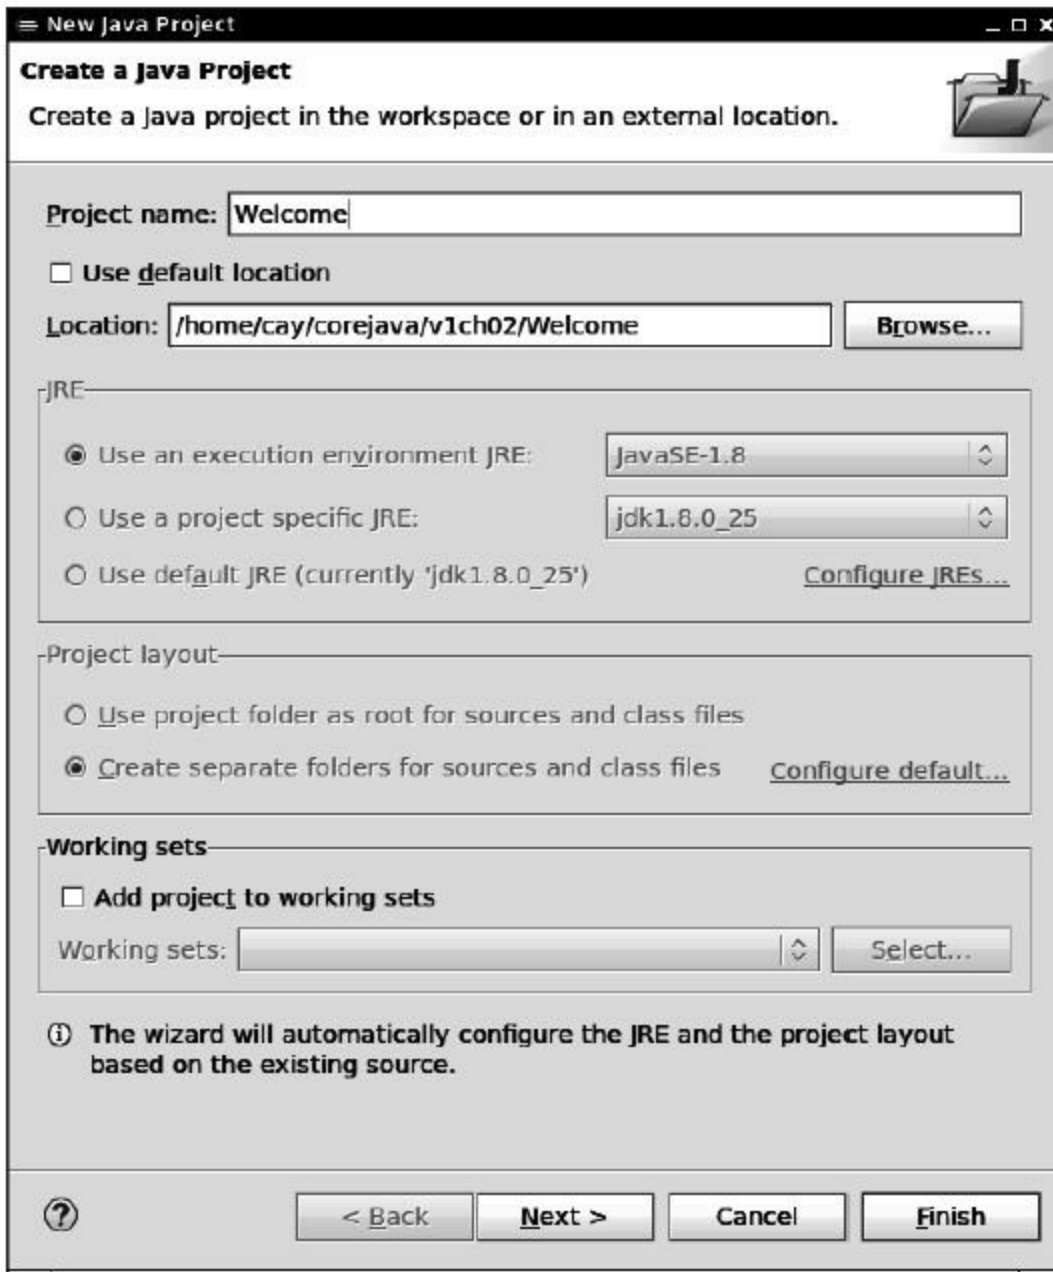 New Java Project
Create a Java Project
Create a Java project in the workspace or in an external location.
Project name: Welcome
Use default location
Location: /home/cay/corejava/v1ch02/Welcome Browse...
JRE
Use an execution environment JRE: JavaSE-1.8
Use a project specific JRE: jdk1.8.0_25
Use default JRE (currently 'jdk1.8.0_25') Configure JREs...
Project layout
Use project folder as root for sources and class files
Create separate folders for sources and class files Configure default...
Working sets
Add project to working sets
Working sets: Select...
The wizard will automatically configure the JRE and the project layout
based on the existing source.
< Back Next > Cancel Finish